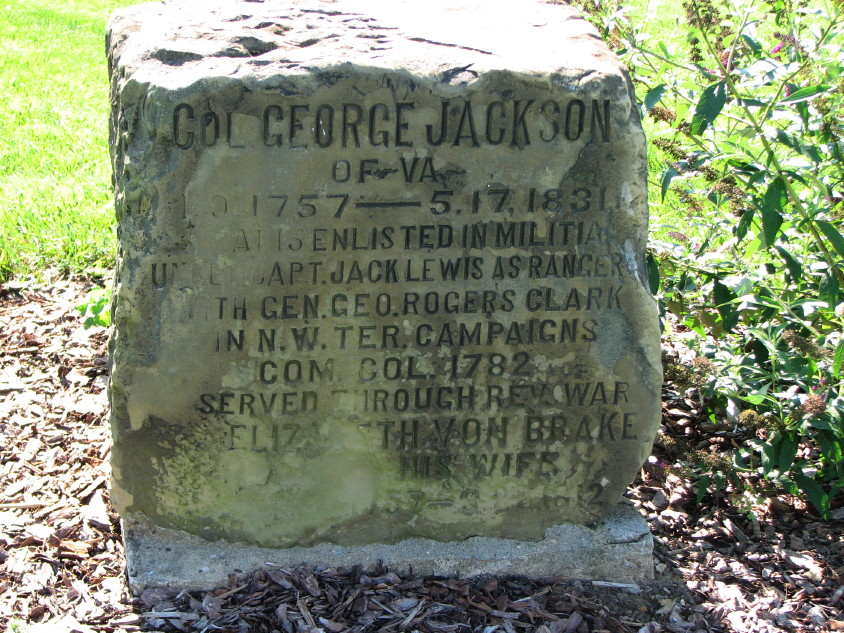 COL GEORGE JACKSON
OF VA
1757 — 5.17.1831
AT 15 ENLISTED IN MILITIA
UNDER CAPT. JACK LEWIS AS RANGER
WITH GEN. GEO. ROGERS CLARK
IN N.W. TER. CAMPAIGNS
COM. COL. 1782
SERVED THROUGH REV. WAR
ELIZABETH VON BRAKE
HIS WIFE